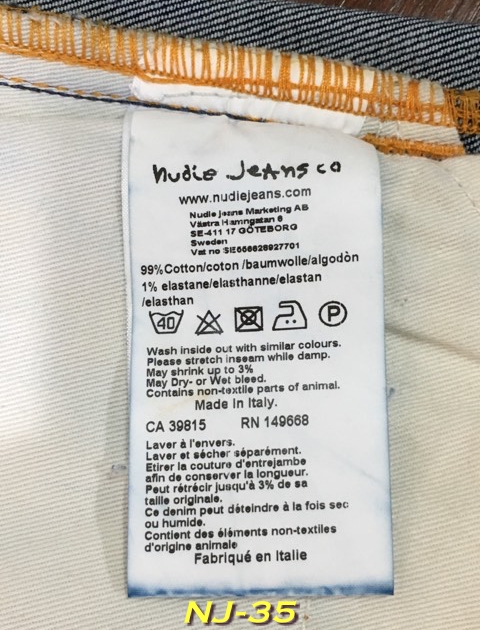 nudie Jeans co
www.nudiejeans.com
Nudie Jeans Marketing AB
Västra Hamngatan 6
SE-411 17 GÖTEBORG
Sweden
Vat no SE556628927701
99%Cotton/coton/baumwolle/algodòn
1% elastane/elasthanne/elastan
/elasthan
40 P
Wash inside out with similar colours.
Please stretch inseam while damp.
May shrink up to 3%
May Dry- or Wet bleed.
Contains non-textile parts of animal.
Made in Italy.
CA 39815 RN 149668
Laver à l'envers.
Laver et sécher séparément.
Etirer la couture d'entrejambe
afin de conserver la longueur.
Peut rétrécir jusqu'à 3% de sa
taille originale.
Ce denim peut déteindre à la fois sec
ou humide.
Contient des éléments non-textiles
d'origine animale
Fabriqué en Italie
NJ-35